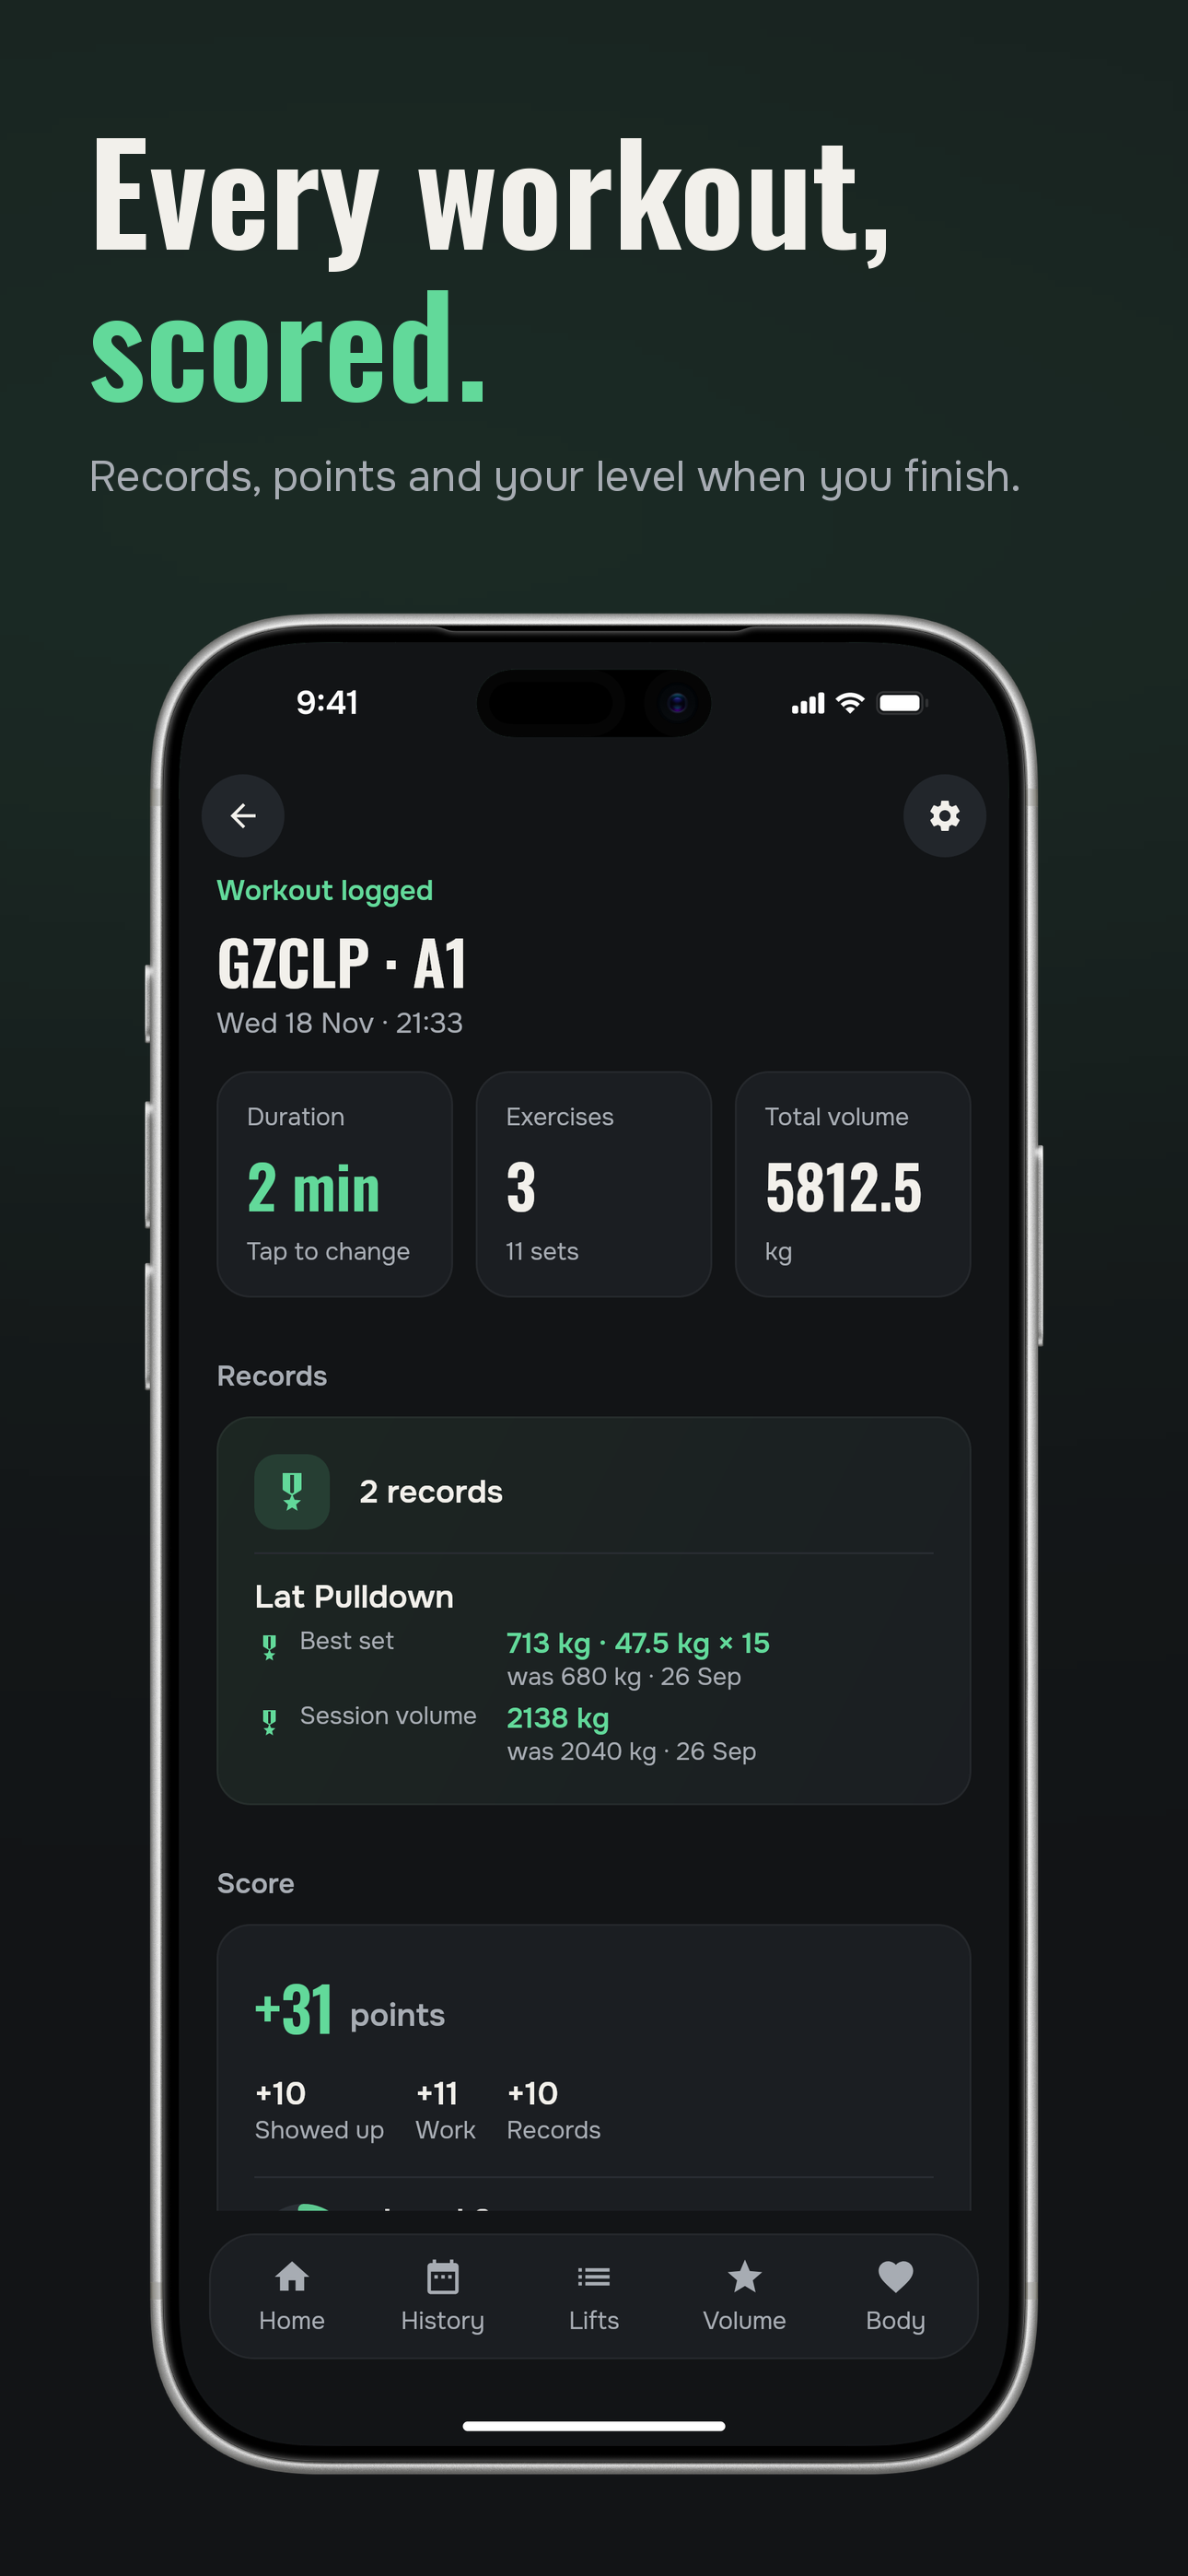 Every workout,
scored.
Records, points and your level when you finish.
9:41
Workout logged
GZCLP · A1
Wed 18 Nov · 21:33
Duration
2 min
Tap to change
Exercises
3
11 sets
Total volume
5812.5
kg
Records
2 records
Lat Pulldown
Best set
713 kg · 47.5 kg × 15
was 680 kg · 26 Sep
Session volume
2138 kg
was 2040 kg · 26 Sep
Score
+31 points
+10
Showed up
+11
Work
+10
Records
Home
History
Lifts
Volume
Body